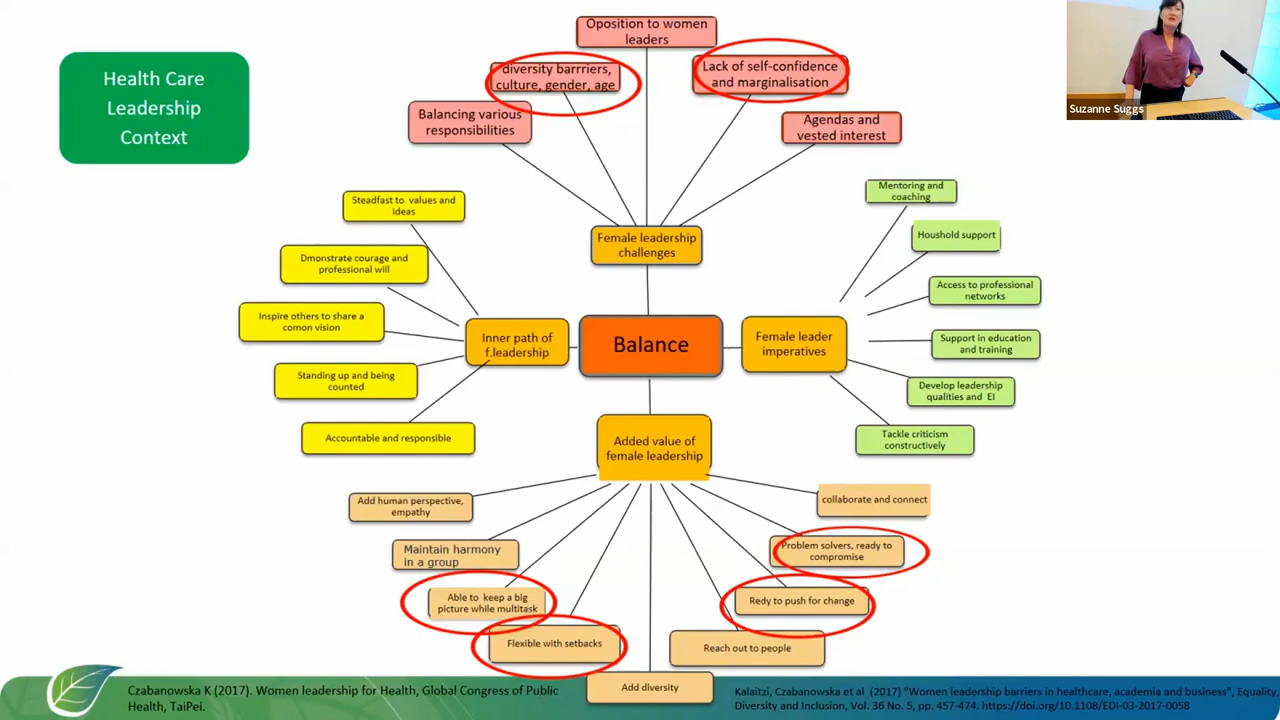 Health Care
Leadership
Context
Opposition to women
leaders
diversity barrriers,
culture, gender, age
Lack of self-confidence
and marginalisation
Balancing various
responsibilities
Agendas and
vested interest
Suzanne Suggs
Female leadership
challenges
Steadfast to values and
ideas
Dmonstrate courage and
professional will
Inspire others to share a
comon vision
Standing up and being
counted
Accountable and responsible
Inner path of
f.leadership
Balance
Female leader
imperatives
Mentoring and
coaching
Houshold support
Access to professional
networks
Support in education
and training
Develop leadership
qualities and EI
Tackle criticism
constructively
Added value of
female leadership
Add human perspective,
empathy
Maintain harmony
in a group
Able to keep a big
picture while multitask
Flexible with setbacks
Add diversity
Reach out to people
Redy to push for change
Problem solvers, ready to
compromise
collaborate and connect
Czabanowska K (2017). Women leadership for Health, Global Congress of Public
Health, TaiPei.
Kalaitzi, Czabanowska et al (2017) "Women leadership barriers in healthcare, academia and business", Equality,
Diversity and Inclusion, Vol. 36 No. 5, pp. 457-474. https://doi.org/10.1108/EDI-03-2017-0058